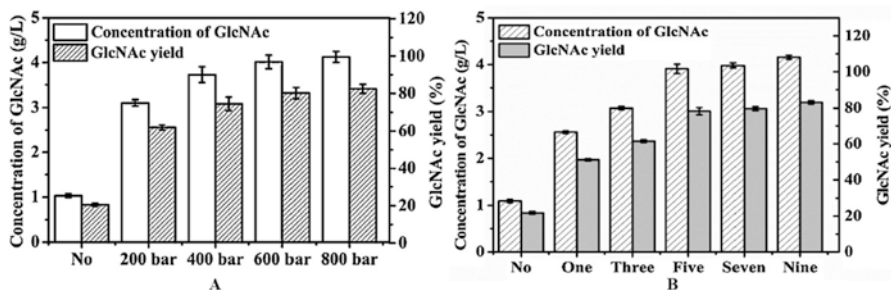 5
4
3
2
1
0
Concentration of GlcNAc (g/L)
Concentration of GlcNAc
GlcNAc yield
120
100
80
60
40
20
0
GlcNAc yield (%)
No 200 bar 400 bar 600 bar 800 bar
A
5
4
3
2
1
0
Concentration of GlcNAc (g/L)
Concentration of GlcNAc
GlcNAc yield
120
100
80
60
40
20
0
GlcNAc yield (%)
No One Three Five Seven Nine
B